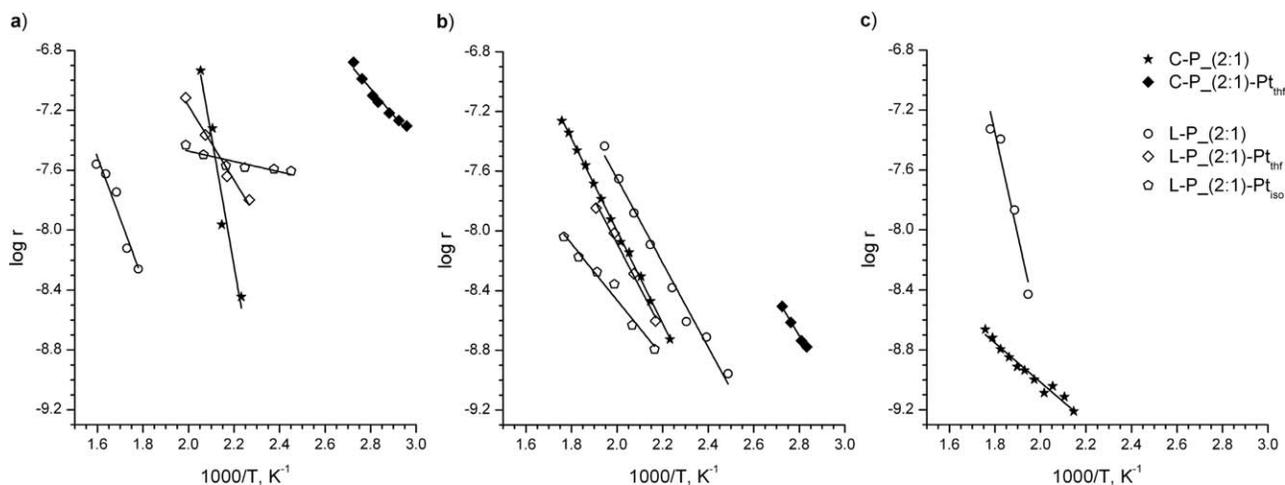 a)
-6.8
-7.2
-7.6
-8.0
-8.4
-8.8
-9.2
log r
1.6 1.8 2.0 2.2 2.4 2.6 2.8 3.0
1000/T, K⁻¹
b)
-6.8
-7.2
-7.6
-8.0
-8.4
-8.8
-9.2
log r
1.6 1.8 2.0 2.2 2.4 2.6 2.8 3.0
1000/T, K⁻¹
c)
-6.8
-7.2
-7.6
-8.0
-8.4
-8.8
-9.2
log r
1.6 1.8 2.0 2.2 2.4 2.6 2.8 3.0
1000/T, K⁻¹
C-P_(2:1)
C-P_(2:1)-Ptthf
L-P_(2:1)
L-P_(2:1)-Ptthf
L-P_(2:1)-Ptiso